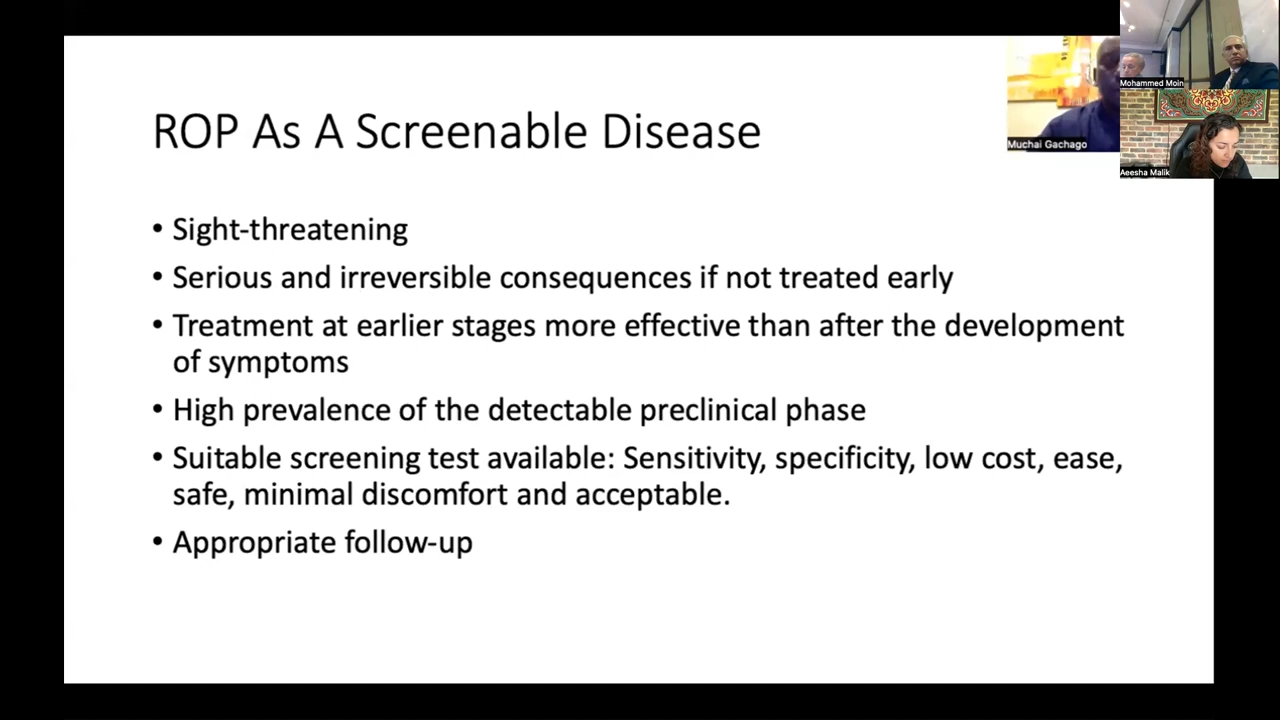 ROP As A Screenable Disease
• Sight-threatening
• Serious and irreversible consequences if not treated early
• Treatment at earlier stages more effective than after the development
of symptoms
• High prevalence of the detectable preclinical phase
• Suitable screening test available: Sensitivity, specificity, low cost, ease,
safe, minimal discomfort and acceptable.
• Appropriate follow-up
Muchai Gachago
Mohammed Moin
Aeesha Malik